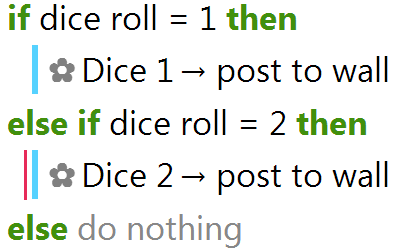 if dice roll = 1 then
✿ Dice 1 → post to wall
else if dice roll = 2 then
✿ Dice 2 → post to wall
else do nothing